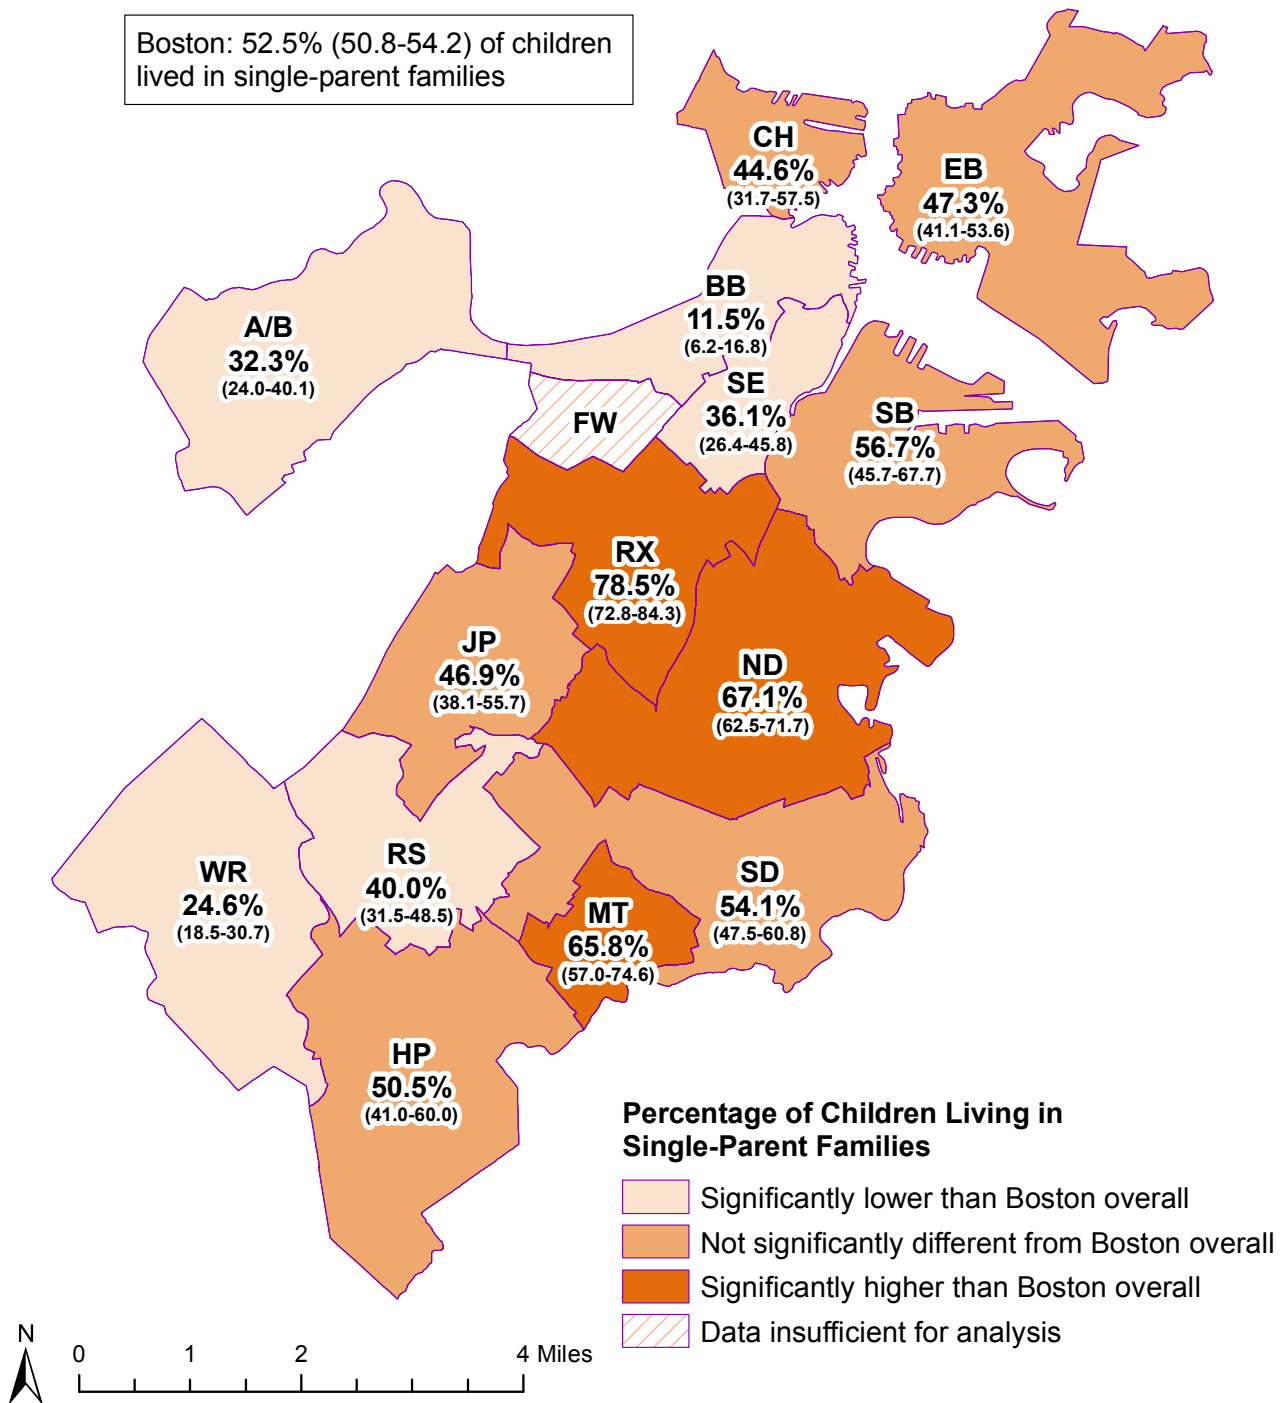 Boston: 52.5% (50.8-54.2) of children
lived in single-parent families
CH
44.6%
(31.7-57.5)
EB
47.3%
(41.1-53.6)
BB
11.5%
(6.2-16.8)
A/B
32.3%
(24.0-40.1)
SE
36.1%
(26.4-45.8)
FW
SB
56.7%
(45.7-67.7)
RX
78.5%
(72.8-84.3)
JP
46.9%
(38.1-55.7)
ND
67.1%
(62.5-71.7)
WR
24.6%
(18.5-30.7)
RS
40.0%
(31.5-48.5)
MT
65.8%
(57.0-74.6)
SD
54.1%
(47.5-60.8)
HP
50.5%
(41.0-60.0)
Percentage of Children Living in
Single-Parent Families
Significantly lower than Boston overall
Not significantly different from Boston overall
Significantly higher than Boston overall
Data insufficient for analysis
N
0 1 2 4 Miles